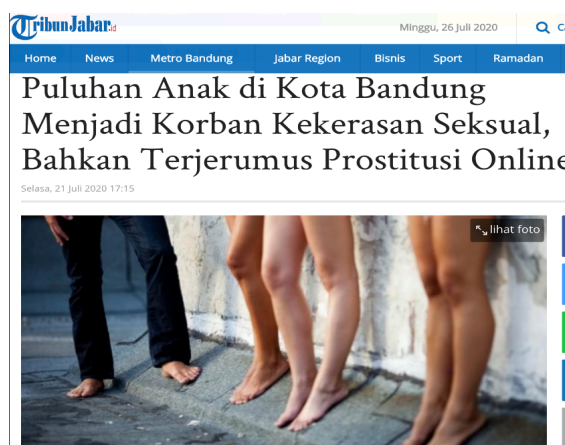 TribunJabar.id
Minggu, 26 Juli 2020
Home News Metro Bandung Jabar Region Bisnis Sport Ramadan
Puluhan Anak di Kota Bandung
Menjadi Korban Kekerasan Seksual,
Bahkan Terjerumus Prostitusi Online
Selasa, 21 Juli 2020 17:15
lihat foto